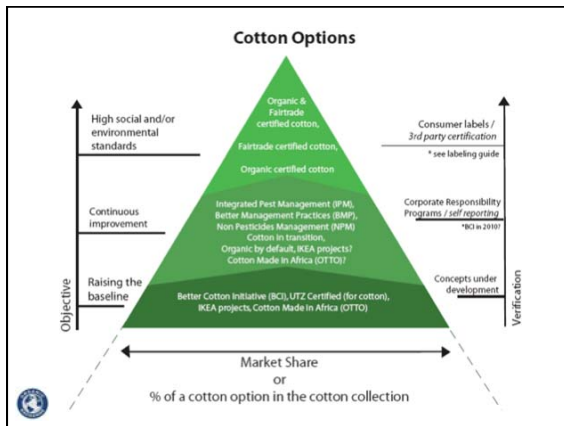 Cotton Options
High social and/or
environmental
standards
Continuous
improvement
Raising the
baseline
Objective
Organic &
Fairtrade
certified cotton,
Fairtrade certified cotton,
Organic certified cotton
Integrated Pest Management (IPM),
Better Management Practices (BMP),
Non Pesticides Management (NPM)
Cotton in transition,
Organic by default, IKEA projects?
Cotton Made in Africa (OTTO)?
Better Cotton Initiative (BCI), UTZ Certified (for cotton),
IKEA projects, Cotton Made in Africa (OTTO)
Consumer labels /
3rd party certification
* see labeling guide
Corporate Responsibility
Programs / self reporting
*BCI in 2010?
Concepts under
development
Verification
Market Share
or
% of a cotton option in the cotton collection